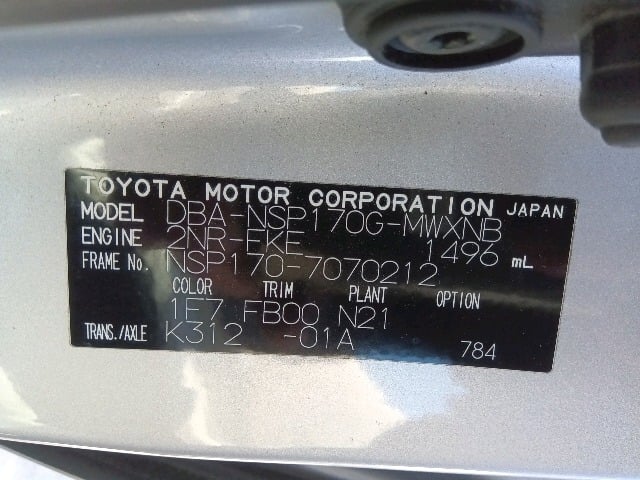 TOYOTA MOTOR CORPORATION JAPAN
MODEL DBA-NSP170G-MWXNB
ENGINE 2NR-FKE 1496 mL
FRAME No. NSP170-7070212
COLOR TRIM PLANT OPTION
1F7 FB00 N21
TRANS./AXLE K312 -01A
784